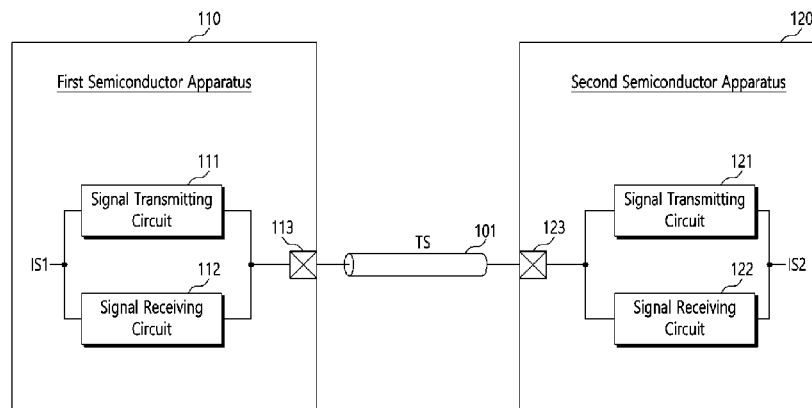 110
120
First Semiconductor Apparatus
Second Semiconductor Apparatus
111
Signal Transmitting
Circuit
121
Signal Transmitting
Circuit
113
TS
101
123
IS1
IS2
112
Signal Receiving
Circuit
122
Signal Receiving
Circuit